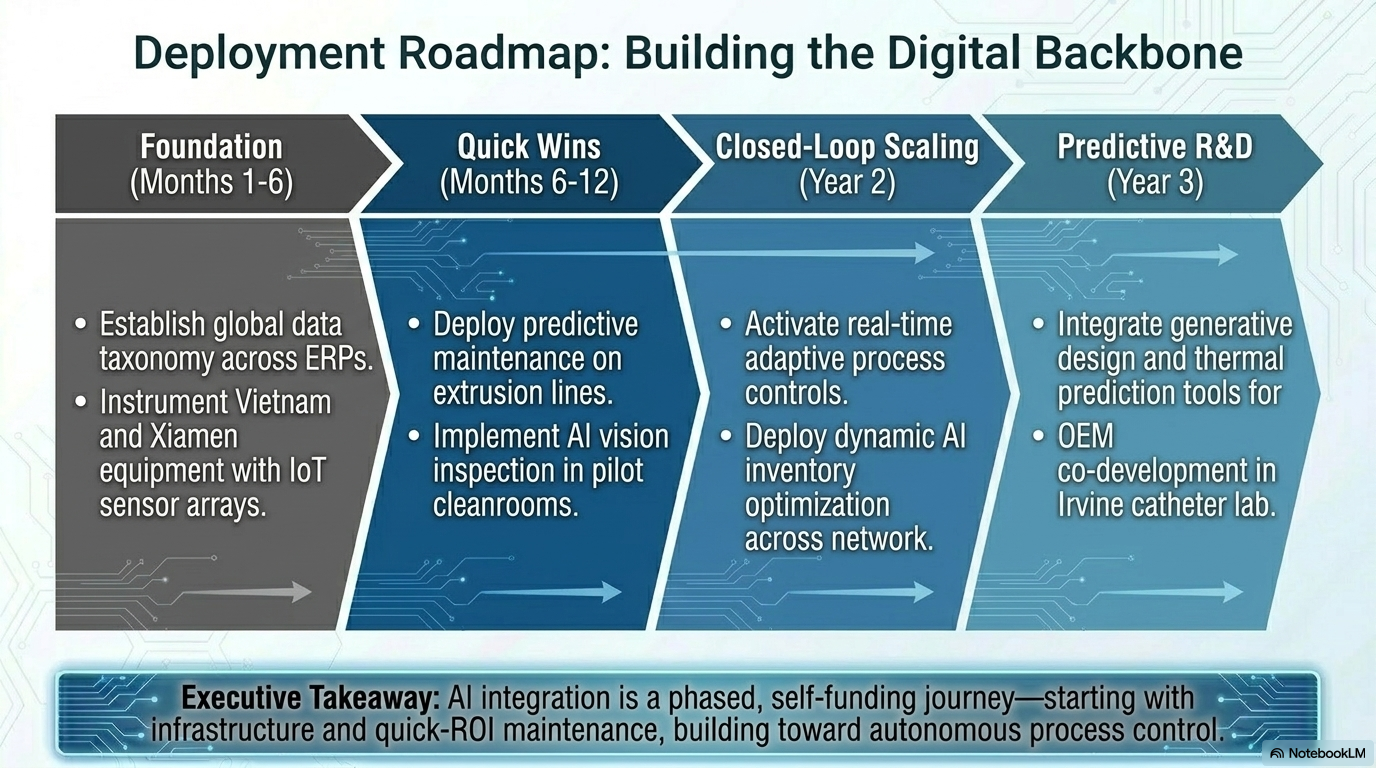 Deployment Roadmap: Building the Digital Backbone
Foundation
(Months 1-6)
• Establish global data
taxonomy across ERPs.
• Instrument Vietnam
and Xiamen
equipment with IoT
sensor arrays.
Quick Wins
(Months 6-12)
• Deploy predictive
maintenance on
extrusion lines.
• Implement AI vision
inspection in pilot
cleanrooms.
Closed-Loop Scaling
(Year 2)
• Activate real-time
adaptive process
controls.
• Deploy dynamic AI
inventory
optimization
across network.
Predictive R&D
(Year 3)
• Integrate generative
design and thermal
prediction tools for
• OEM
co-development in
Irvine catheter lab.
Executive Takeaway: AI integration is a phased, self-funding journey—starting with
infrastructure and quick-ROI maintenance, building toward autonomous process control.
NotebookLM